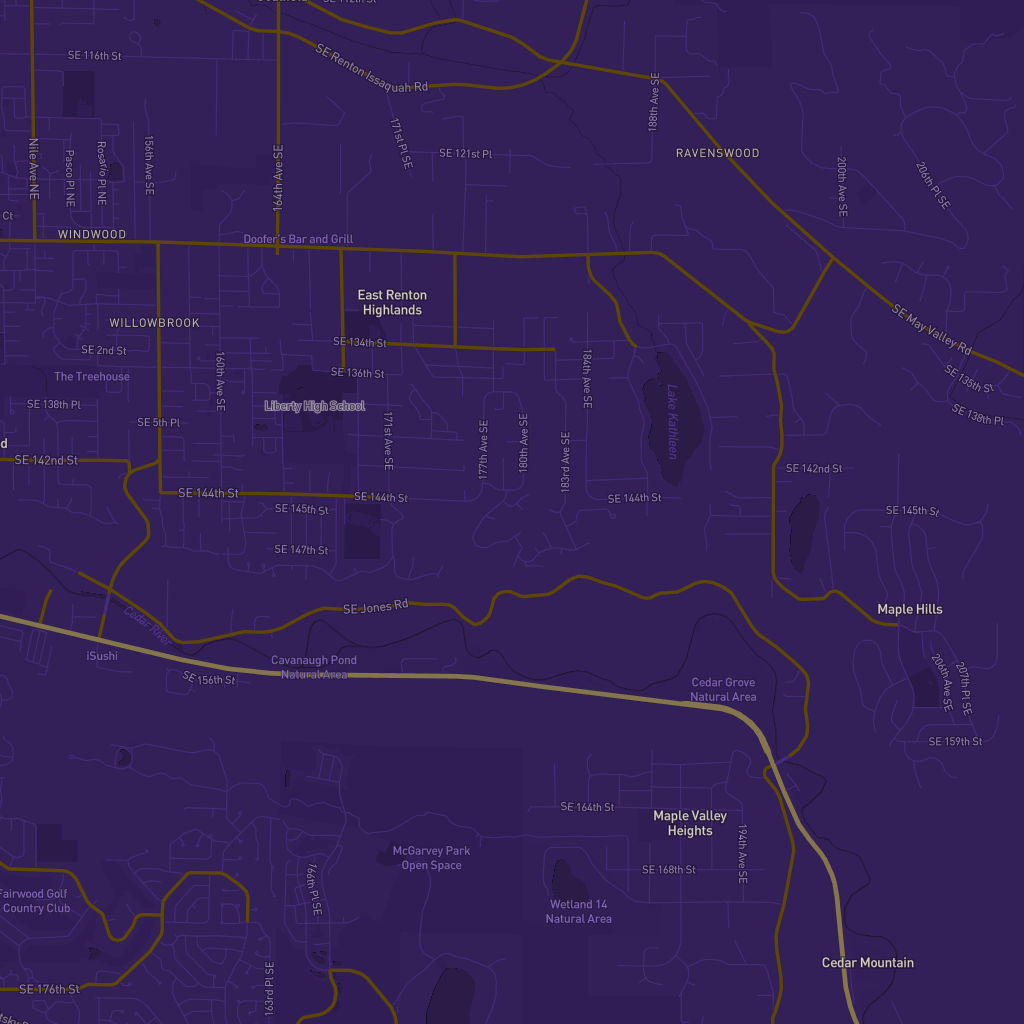 SE 112th St
SE 116th St
SE Renton Issaquah Rd
188th Ave SE
171st Pl SE
SE 121st Pl
RAVENSWOOD
Nile Ave NE
Pasco Pl NE
Rosario Pl NE
156th Ave SE
164th Ave SE
200th Ave SE
206th Pl SE
Ct
WINDWOOD
Doofer's Bar and Grill
East Renton
Highlands
WILLOWBROOK
SE May Valley Rd
SE 134th St
SE 2nd St
160th Ave SE
184th Ave SE
The Treehouse
SE 136th St
SE 135th St
SE 138th Pl
Liberty High School
SE 138th Pl
Lake Kathleen
SE 5th Pl
171st Ave SE
177th Ave SE
180th Ave SE
183rd Ave SE
d
SE 142nd St
SE 142nd St
SE 144th St
SE 144th St
SE 144th St
SE 145th St
SE 145th St
SE 147th St
SE Jones Rd
Maple Hills
Cedar River
iSushi
Cavanaugh Pond
Natural Area
SE 156th St
Cedar Grove
Natural Area
206th Ave SE
207th Pl SE
SE 159th St
SE 164th St
Maple Valley
Heights
194th Ave SE
McGarvey Park
Open Space
SE 168th St
166th Pl SE
Fairwood Golf
Country Club
Wetland 14
Natural Area
Cedar Mountain
SE 176th St
163rd Pl SE